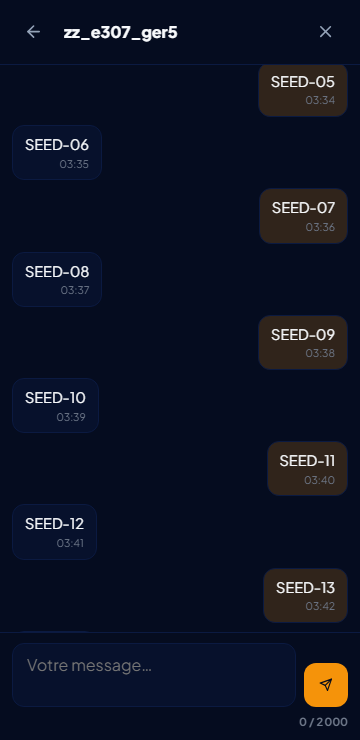 zz_e307_ger5
SEED-05
03:34
SEED-06
03:35
SEED-07
03:36
SEED-08
03:37
SEED-09
03:38
SEED-10
03:39
SEED-11
03:40
SEED-12
03:41
SEED-13
03:42
Votre message...
0 / 2000